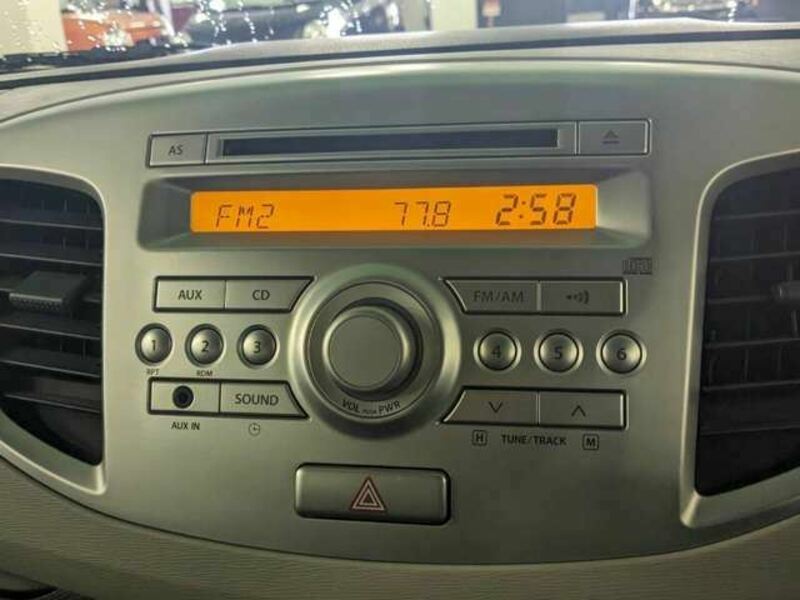 AS
FM2 77.8 2:58
AUX CD FM/AM
1 2 3 4 5 6
RPT RDM
SOUND
VOL PUSH PWR
AUX IN
H TUNE/TRACK M